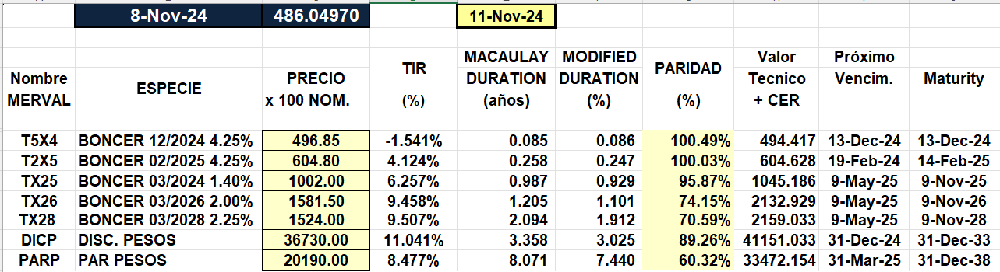 8-Nov-24 486.04970 11-Nov-24
MACAULAY MODIFIED Valor Próximo
TIR PARIDAD
Nombre PRECIO DURATION DURATION Tecnico Vencim. Maturity
ESPECIE
MERVAL x 100 NOM. (%) (años) (%) (%) + CER
T5X4 BONCER 12/2024 4.25% 496.85 -1.541% 0.085 0.086 100.49% 494.417 13-Dec-24 13-Dec-24
T2X5 BONCER 02/2025 4.25% 604.80 4.124% 0.258 0.247 100.03% 604.628 19-Feb-24 14-Feb-25
TX25 BONCER 03/2024 1.40% 1002.00 6.257% 0.987 0.929 95.87% 1045.186 9-May-25 9-Nov-25
TX26 BONCER 03/2026 2.00% 1581.50 9.458% 1.205 1.101 74.15% 2132.929 9-May-25 9-Nov-26
TX28 BONCER 03/2028 2.25% 1524.00 9.507% 2.094 1.912 70.59% 2159.033 9-May-25 9-Nov-28
DICP DISC. PESOS 36730.00 11.041% 3.358 3.025 89.26% 41151.033 31-Dec-24 31-Dec-33
PARP PAR PESOS 20190.00 8.477% 8.071 7.440 60.32% 33472.154 31-Mar-25 31-Dec-38